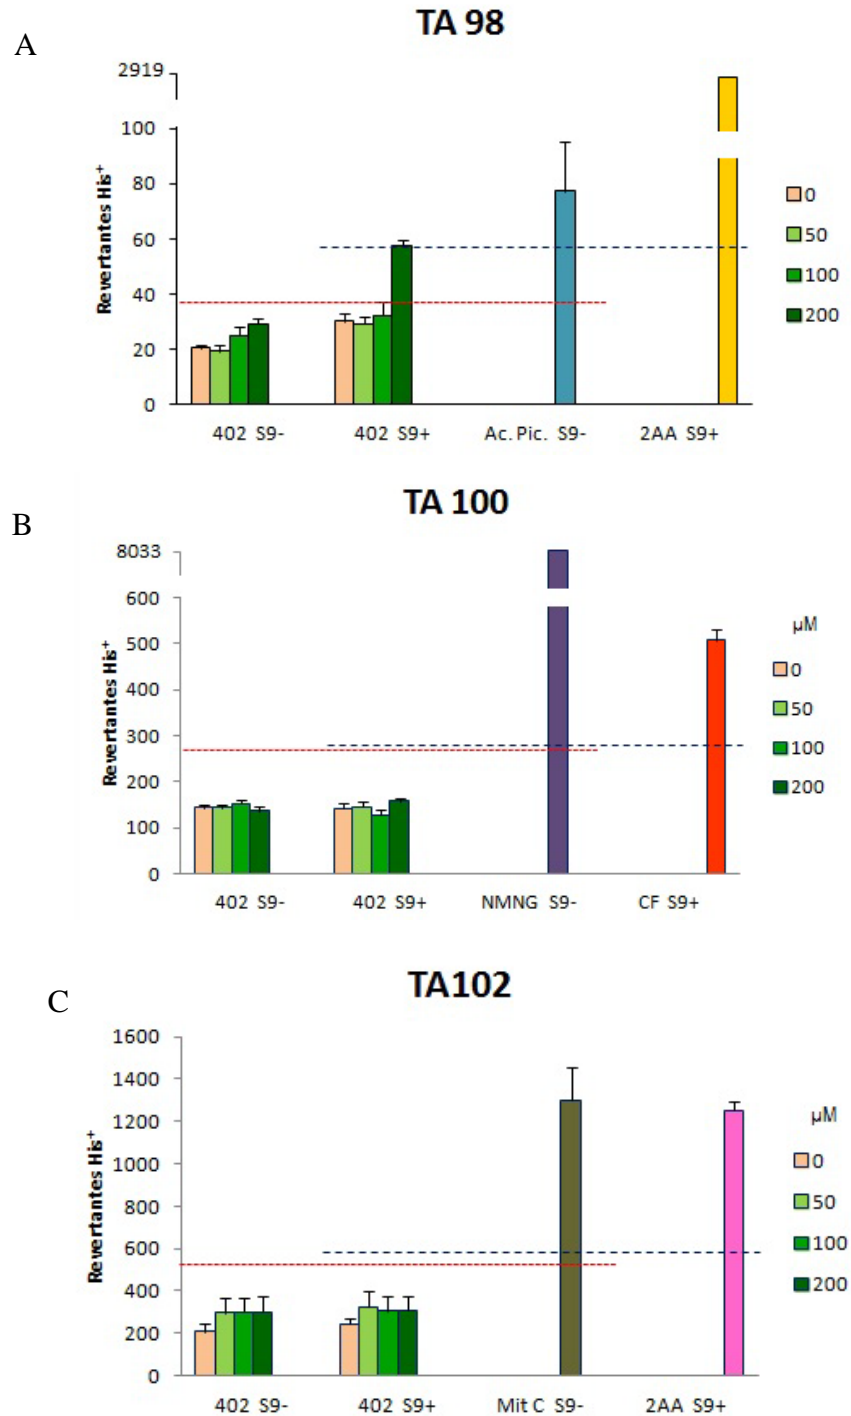 TA 98
A
2919
100
80
60
40
20
0
Revertantes His⁺
402 S9-
402 S9+
Ac. Pic. S9-
2AA S9+
0
50
100
200
TA 100
B
8033
600
500
400
300
200
100
0
Revertantes His⁺
402 S9-
402 S9+
NMNG S9-
CF S9+
µM
0
50
100
200
TA102
C
1600
1400
1200
1000
800
600
400
200
0
Revertantes His⁺
402 S9-
402 S9+
Mit C S9-
2AA S9+
µM
0
50
100
200